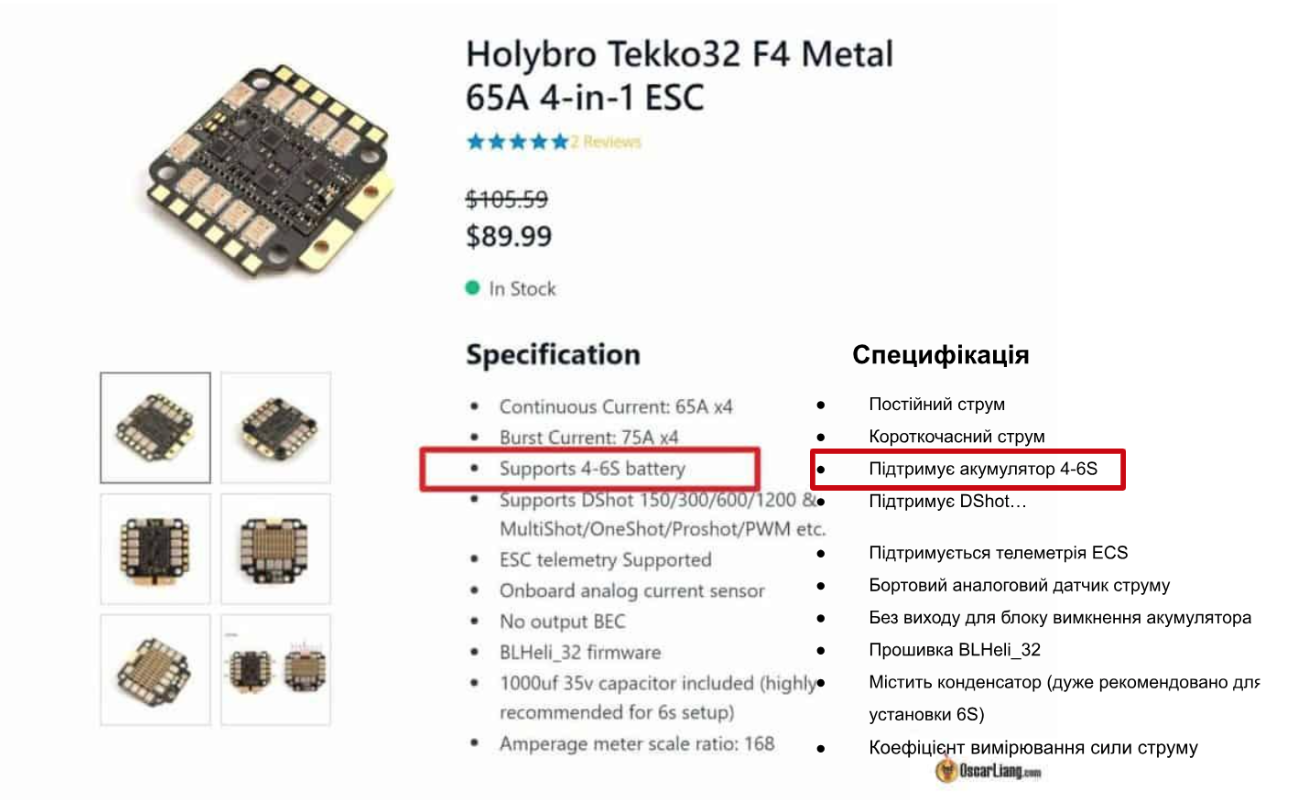 Holybro Tekko32 F4 Metal
65A 4-in-1 ESC
2 Reviews
$105.59
$89.99
In Stock
Specification
• Continuous Current: 65A x4
• Burst Current: 75A x4
• Supports 4-6S battery
• Supports DShot 150/300/600/1200 &
MultiShot/OneShot/Proshot/PWM etc.
• ESC telemetry Supported
• Onboard analog current sensor
• No output BEC
• BLHeli_32 firmware
• 1000uf 35v capacitor included (highly
recommended for 6s setup)
• Amperage meter scale ratio: 168
Специфікація
● Постійний струм
● Короткочасний струм
● Підтримує акумулятор 4-6S
● Підтримує DShot…
● Підтримується телеметрія ECS
● Бортовий аналоговий датчик струму
● Без виходу для блоку вимкнення акумулятора
● Прошивка BLHeli_32
● Містить конденсатор (дуже рекомендовано для
установки 6S)
● Коефіцієнт вимірювання сили струму
OscarLiang.com